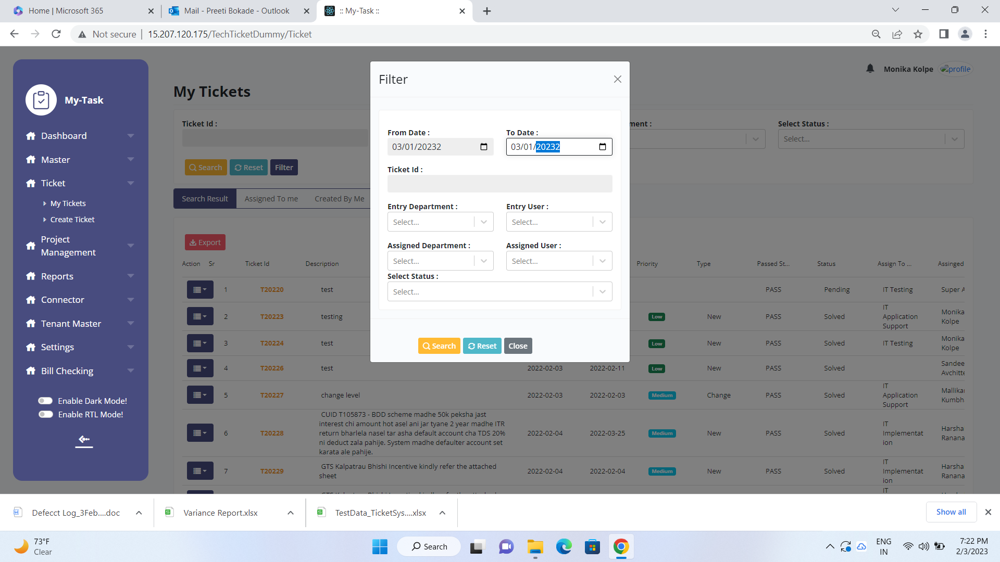 Home | Microsoft 365
Mail - Preeti Bokade - Outlook
:: My-Task ::
Not secure
15.207.120.175/TechTicketDummy/Ticket
My-Task
Dashboard
Master
Ticket
My Tickets
Create Ticket
Project
Management
Reports
Connector
Tenant Master
Settings
Bill Checking
Enable Dark Mode!
Enable RTL Mode!
Monika Kolpe
profile
My Tickets
Ticket Id :
ment :
Select Status :
Select...
Search
Reset
Filter
Search Result
Assigned To me
Created By Me
Export
Filter
From Date :
To Date :
03/01/20232
03/01/20232
Ticket Id :
Entry Department :
Entry User :
Select...
Select...
Assigned Department :
Assigned User :
Select...
Select...
Select Status :
Select...
Search
Reset
Close
Action Sr Ticket Id Description Priority Type Passed St... Status Assign To ... Assinged
1 T20220 test PASS Pending IT Testing Super A
2 T20223 testing Low New PASS Solved IT
Application
Support Monika
Kolpe
3 T20224 test Low New PASS Solved IT Testing Monika
Kolpe
4 T20226 test 2022-02-03 2022-02-11 Low New PASS Solved Sandee
Avchitte
5 T20227 change level 2022-02-03 2022-02-03 Medium Change PASS Solved IT
Application
Support Mallika
Kumbh
6 T20228 CUID T105873 - BDD scheme madhe 50k peksha jast
interest chi amount hot asel ani jar tyane 2 year madhe ITR
return bharlela nasel tar asha default account cha TDS 20%
ni deduct zala pahije. System madhe defaulter account set
karata ale pahije.
2022-02-04 2022-03-25 Medium New PASS Solved IT
Implementat
ion Harsha
Ranana
7 T20229 GTS Kalpatrau Bhishi Incentive kindly refer the attached
sheet
2022-02-04 2022-02-04 Medium New PASS Solved IT
Implementat
ion Harsha
Ranana
IT
Defecct Log_3Feb....doc
Variance Report.xlsx
TestData_TicketSys....xlsx
Show all
73°F
Clear
Search
ENG
IN
7:22 PM
2/3/2023